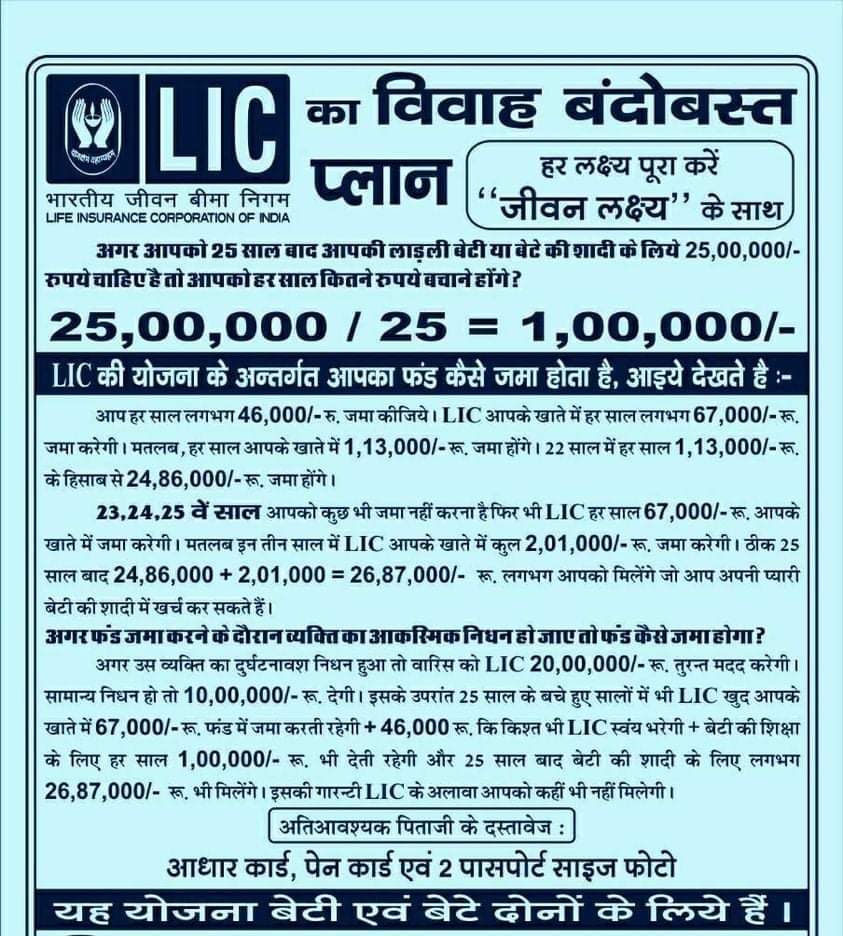 LIC का विवाह बंदोबस्त
प्लान
हर लक्ष्य पूरा करें
“जीवन लक्ष्य” के साथ
भारतीय जीवन बीमा निगम
LIFE INSURANCE CORPORATION OF INDIA
अगर आपको 25 साल बाद आपकी लाड़ली बेटी या बेटे की शादी के लिये 25,00,000/-
रुपये चाहिए है तो आपको हर साल कितने रुपये बचाने होंगे?
25,00,000 / 25 = 1,00,000/-
LIC की योजना के अन्तर्गत आपका फंड कैसे जमा होता है, आइये देखते है :-
आप हर साल लगभग 46,000/- रु. जमा कीजिये। LIC आपके खाते में हर साल लगभग 67,000/- रू.
जमा करेगी। मतलब, हर साल आपके खाते में 1,13,000/- रू. जमा होंगे। 22 साल में हर साल 1,13,000/- रू.
के हिसाब से 24,86,000/- रू. जमा होंगे।
23,24,25 वें साल आपको कुछ भी जमा नहीं करना है फिर भी LIC हर साल 67,000/- रू. आपके
खाते में जमा करेगी। मतलब इन तीन साल में LIC आपके खाते में कुल 2,01,000/- रू. जमा करेगी। ठीक 25
साल बाद 24,86,000 + 2,01,000 = 26,87,000/- रू. लगभग आपको मिलेंगे जो आप अपनी प्यारी
बेटी की शादी में खर्च कर सकते हैं।
अगर फंड जमा करने के दौरान व्यक्ति का आकस्मिक निधन हो जाए तो फंड कैसे जमा होगा?
अगर उस व्यक्ति का दुर्घटनावश निधन हुआ तो वारिस को LIC 20,00,000/- रू. तुरन्त मदद करेगी।
सामान्य निधन हो तो 10,00,000/- रू. देगी। इसके उपरांत 25 साल के बचे हुए सालों में भी LIC खुद आपके
खाते में 67,000/- रू. फंड में जमा करती रहेगी + 46,000 रू. कि किश्त भी LIC स्वंय भरेगी + बेटी की शिक्षा
के लिए हर साल 1,00,000/- रू. भी देती रहेगी और 25 साल बाद बेटी की शादी के लिए लगभग
26,87,000/- रू. भी मिलेंगे। इसकी गारन्टी LIC के अलावा आपको कहीं भी नहीं मिलेगी।
अतिआवश्यक पिताजी के दस्तावेज :
आधार कार्ड, पेन कार्ड एवं 2 पासपोर्ट साइज फोटो
यह योजना बेटी एवं बेटे दोनों के लिये हैं।